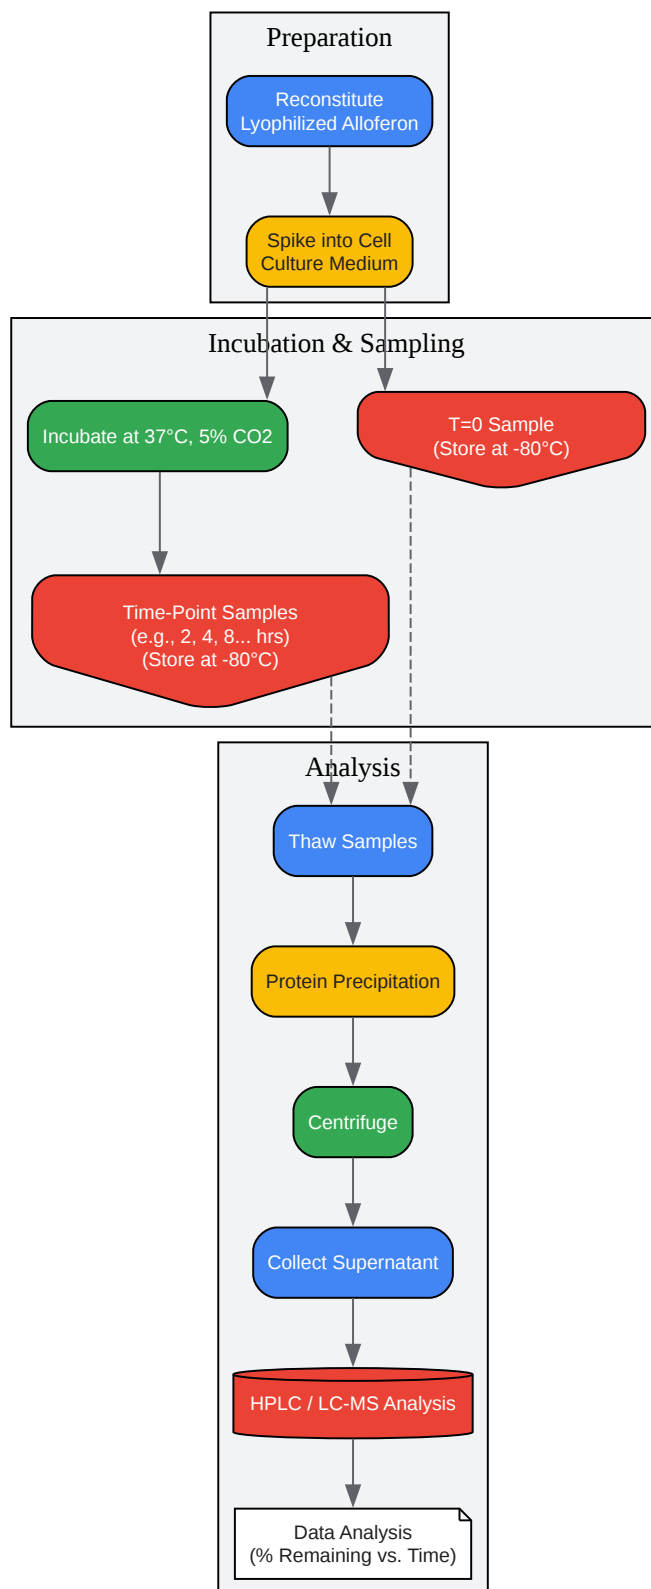 Preparation
Reconstitute
Lyophilized Alloferon
Spike into Cell
Culture Medium
Incubation & Sampling
Incubate at 37°C, 5% CO2
T=0 Sample
(Store at -80°C)
Time-Point Samples
(e.g., 2, 4, 8... hrs)
(Store at -80°C)
Analysis
Thaw Samples
Protein Precipitation
Centrifuge
Collect Supernatant
HPLC / LC-MS Analysis
Data Analysis
(% Remaining vs. Time)